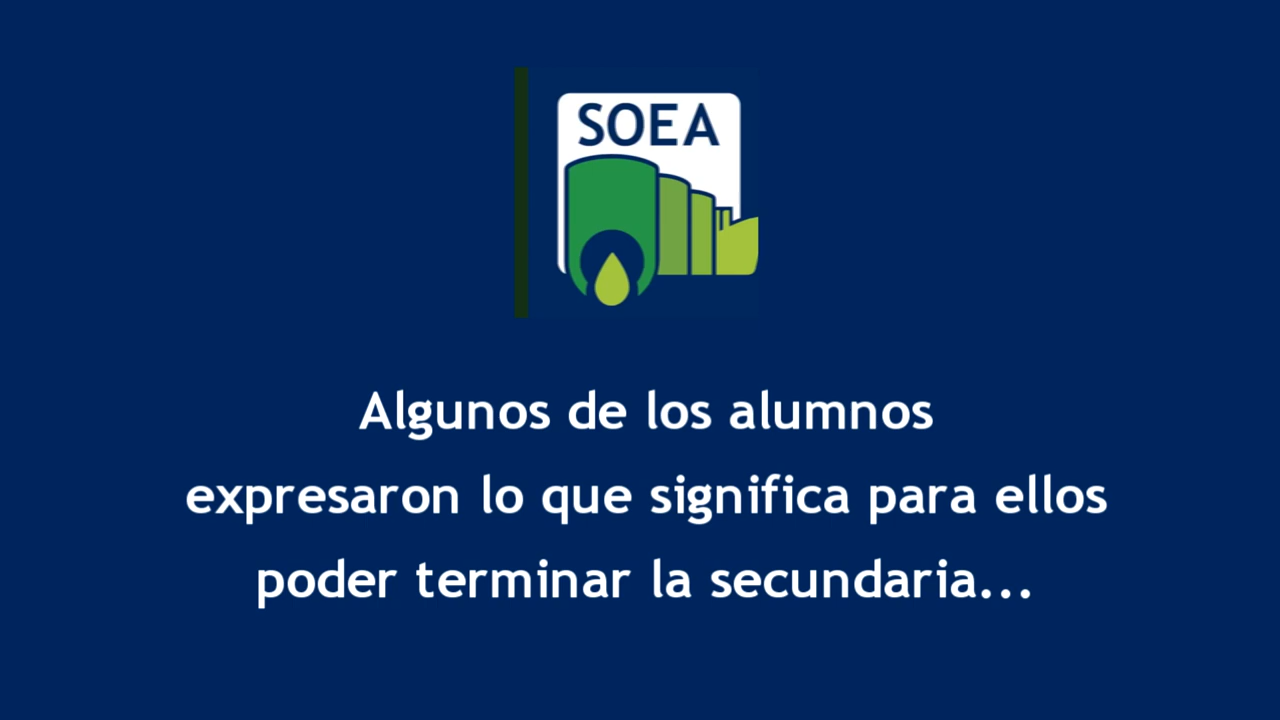 SOEA
Algunos de los alumnos
expresaron lo que significa para ellos
poder terminar la secundaria...